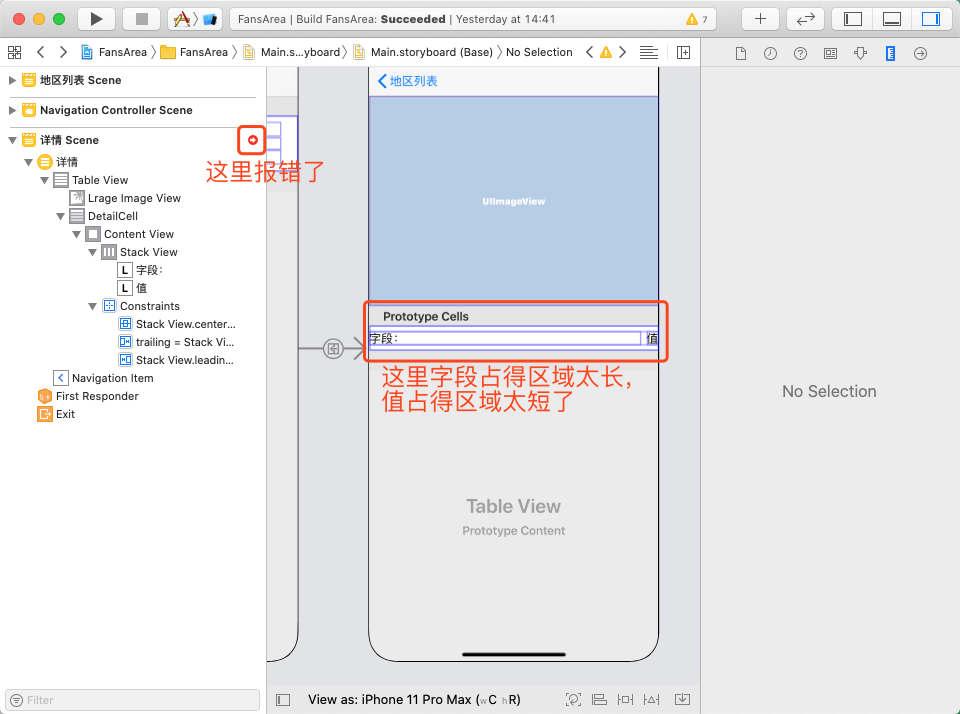 FansArea | Build FansArea: Succeeded | Yesterday at 14:41
7
FansArea
FansArea
Main.s...yboard
Main.storyboard (Base)
No Selection
地区列表 Scene
Navigation Controller Scene
详情 Scene
这里报错了
详情
Table View
Lrage Image View
DetailCell
Content View
Stack View
L 字段:
L 值
Constraints
Stack View.center...
trailing = Stack Vi...
Stack View.leadin...
Navigation Item
First Responder
Exit
Filter
地区列表
UIImageView
Prototype Cells
字段:
值
这里字段占得区域太长,
值占得区域太短了
Table View
Prototype Content
View as: iPhone 11 Pro Max (wC hR)
No Selection